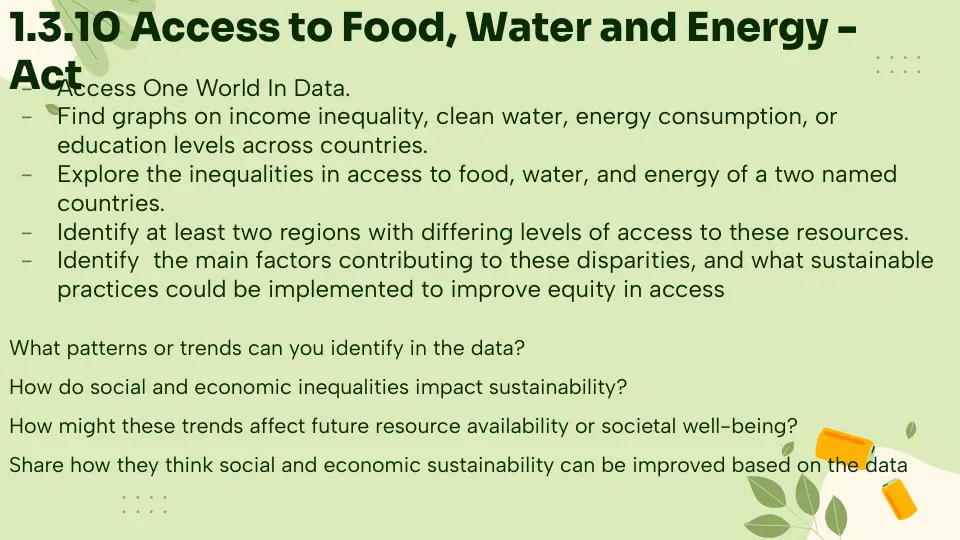 1.3.10 Access to Food, Water and Energy –
Act
– Access One World In Data.
– Find graphs on income inequality, clean water, energy consumption, or
education levels across countries.
– Explore the inequalities in access to food, water, and energy of a two named
countries.
– Identify at least two regions with differing levels of access to these resources.
– Identify  the main factors contributing to these disparities, and what sustainable
practices could be implemented to improve equity in access
What patterns or trends can you identify in the data?
How do social and economic inequalities impact sustainability?
How might these trends affect future resource availability or societal well-being?
Share how they think social and economic sustainability can be improved based on the data